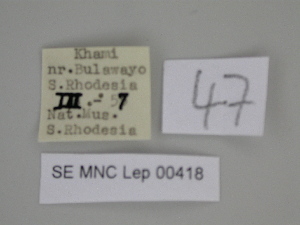 Khami
nr.Bulawayo
S.Rhodesia
III.-57
Nat.Mus.
S.Rhodesia
47
SE MNC Lep 00418